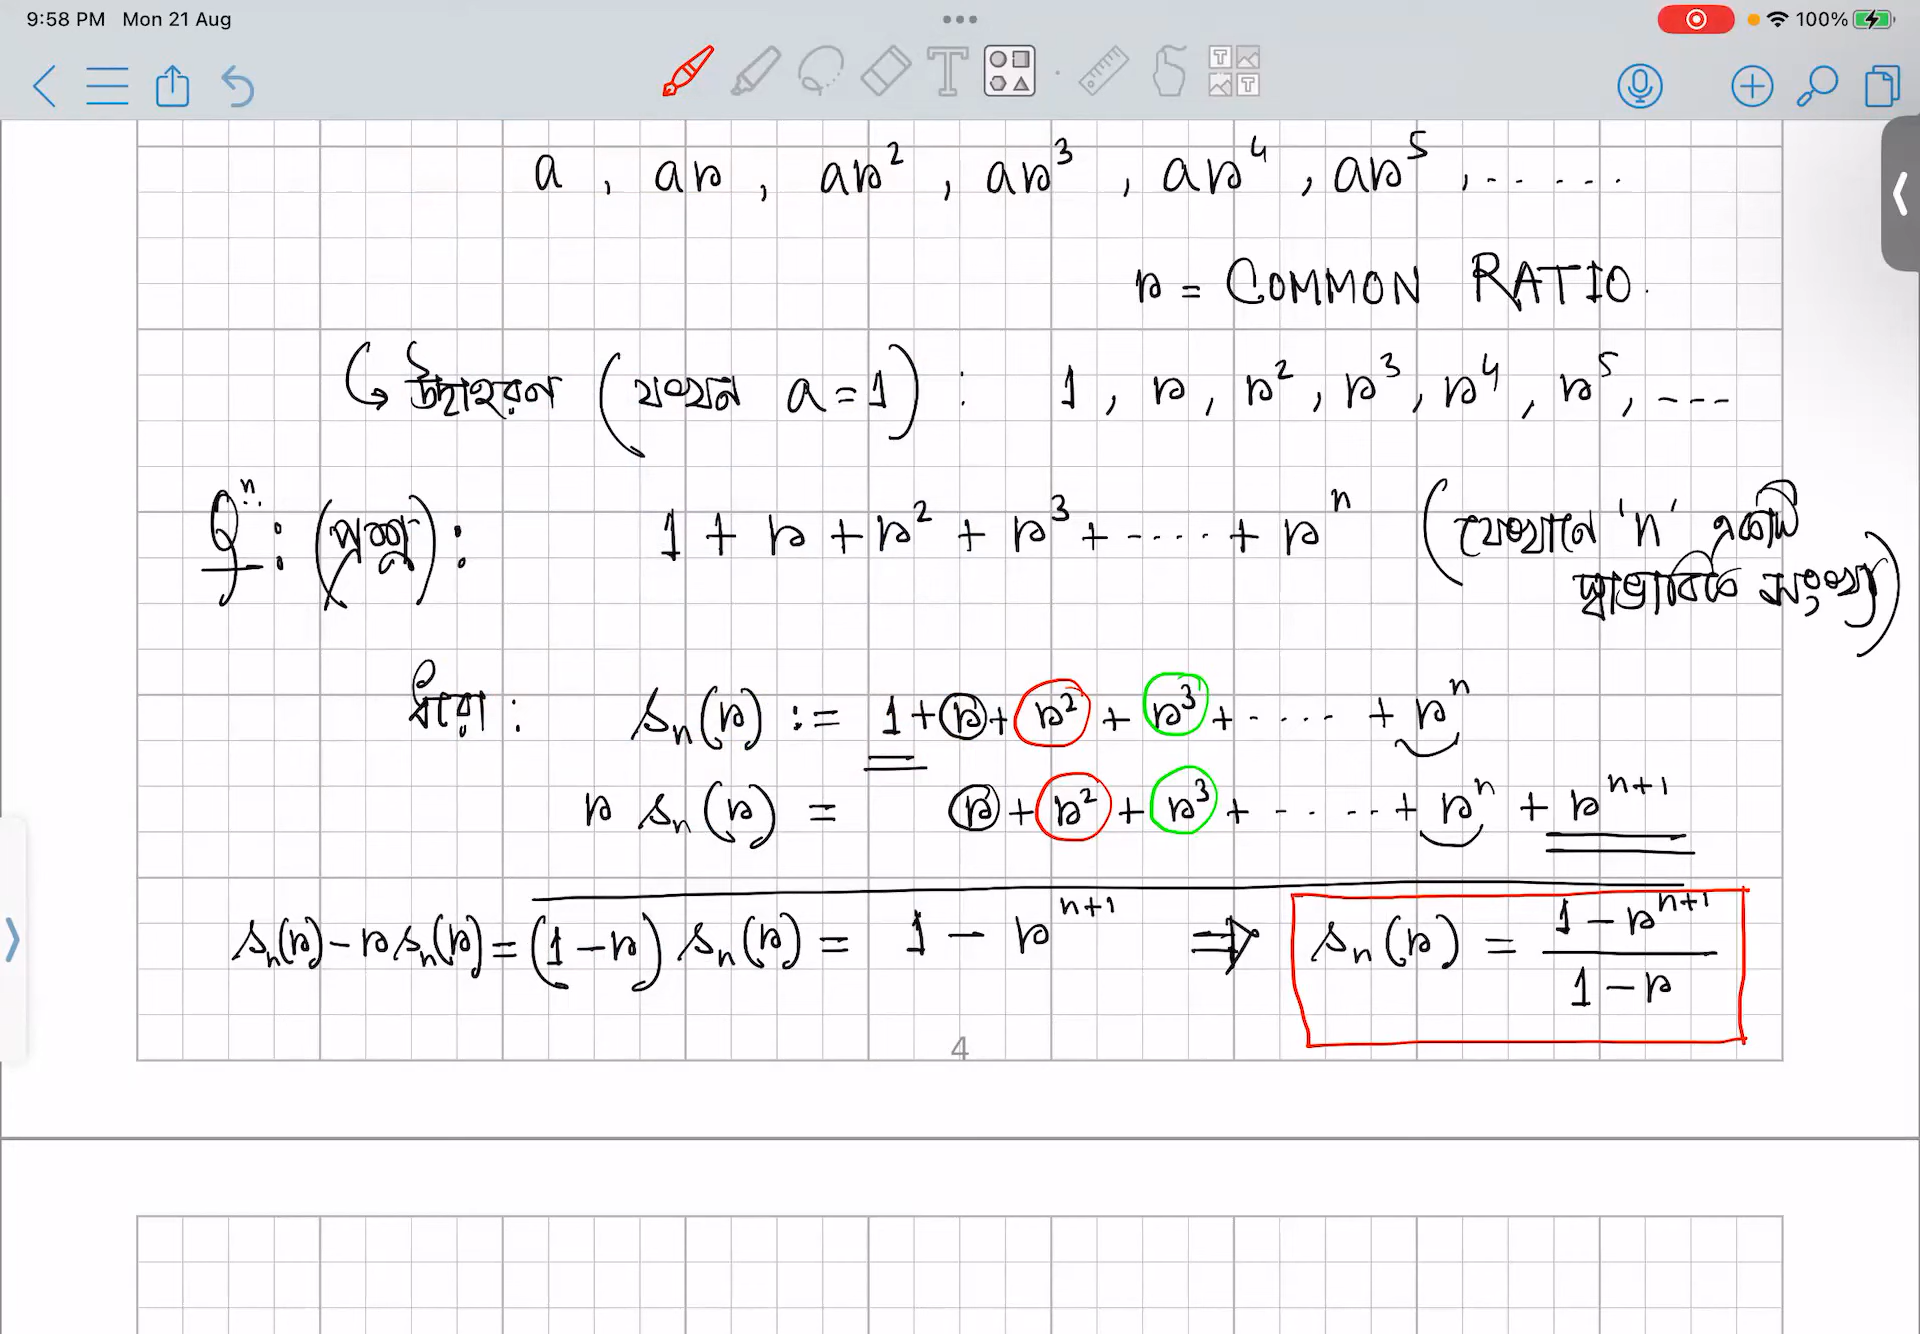 9:58 PM Mon 21 Aug
100%
a , ar , ar² , ar³ , ar⁴ , ar⁵ , ......
r = COMMON RATIO.
↳ উদাহরণ (যখন a = 1) : 1 , r , r² , r³ , r⁴ , r⁵ , ---
Qⁿ : (প্রশ্ন) : 1 + r + r² + r³ + ..... + rⁿ (যেখানে 'n' একটি
স্বাভাবিক সংখ্যা)
ধরো : Sₙ(r) := 1 + r + r² + r³ + ..... + rⁿ
r Sₙ(r) = r + r² + r³ + ..... + rⁿ + rⁿ⁺¹
Sₙ(r) − r Sₙ(r) = (1 − r) Sₙ(r) = 1 − rⁿ⁺¹ ⇒ Sₙ(r) = (1 − rⁿ⁺¹)/(1 − r)
4